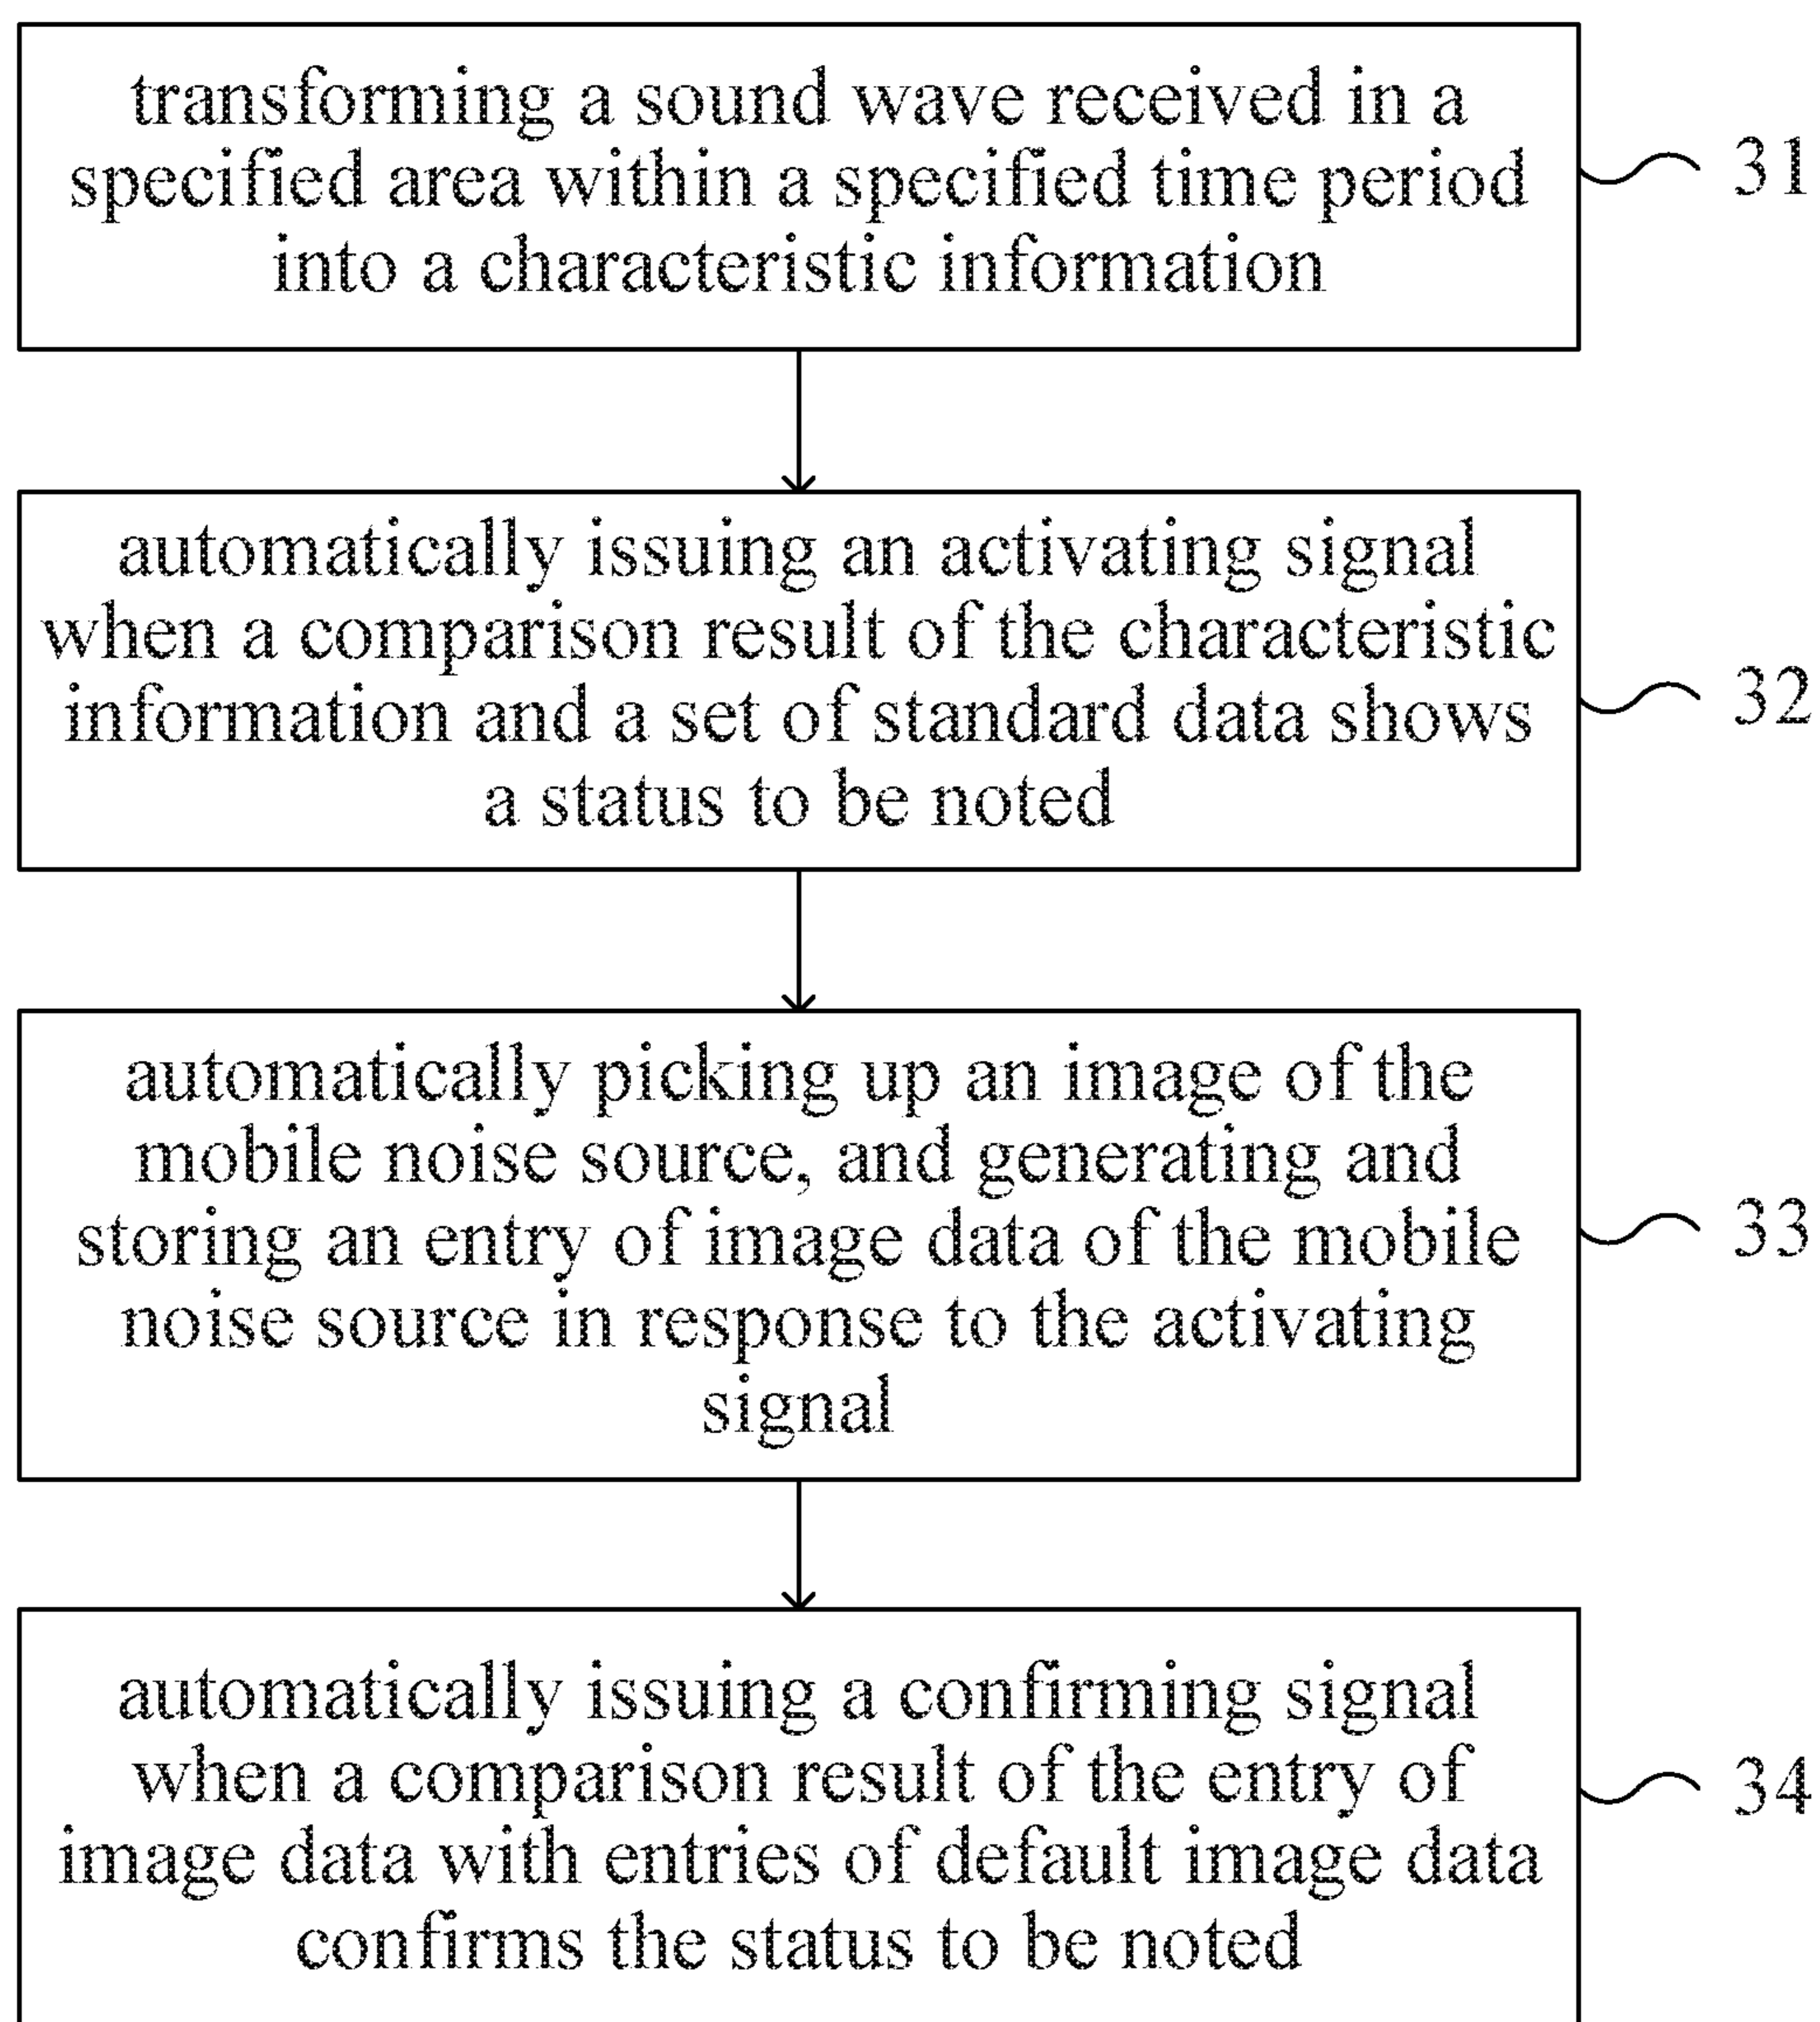 transforming a sound wave received in a
specified area within a specified time period
into a characteristic information
31
automatically issuing an activating signal
when a comparison result of the characteristic
information and a set of standard data shows
a status to be noted
32
automatically picking up an image of the
mobile noise source, and generating and
storing an entry of image data of the mobile
noise source in response to the activating
signal
33
automatically issuing a confirming signal
when a comparison result of the entry of
image data with entries of default image data
confirms the status to be noted
34